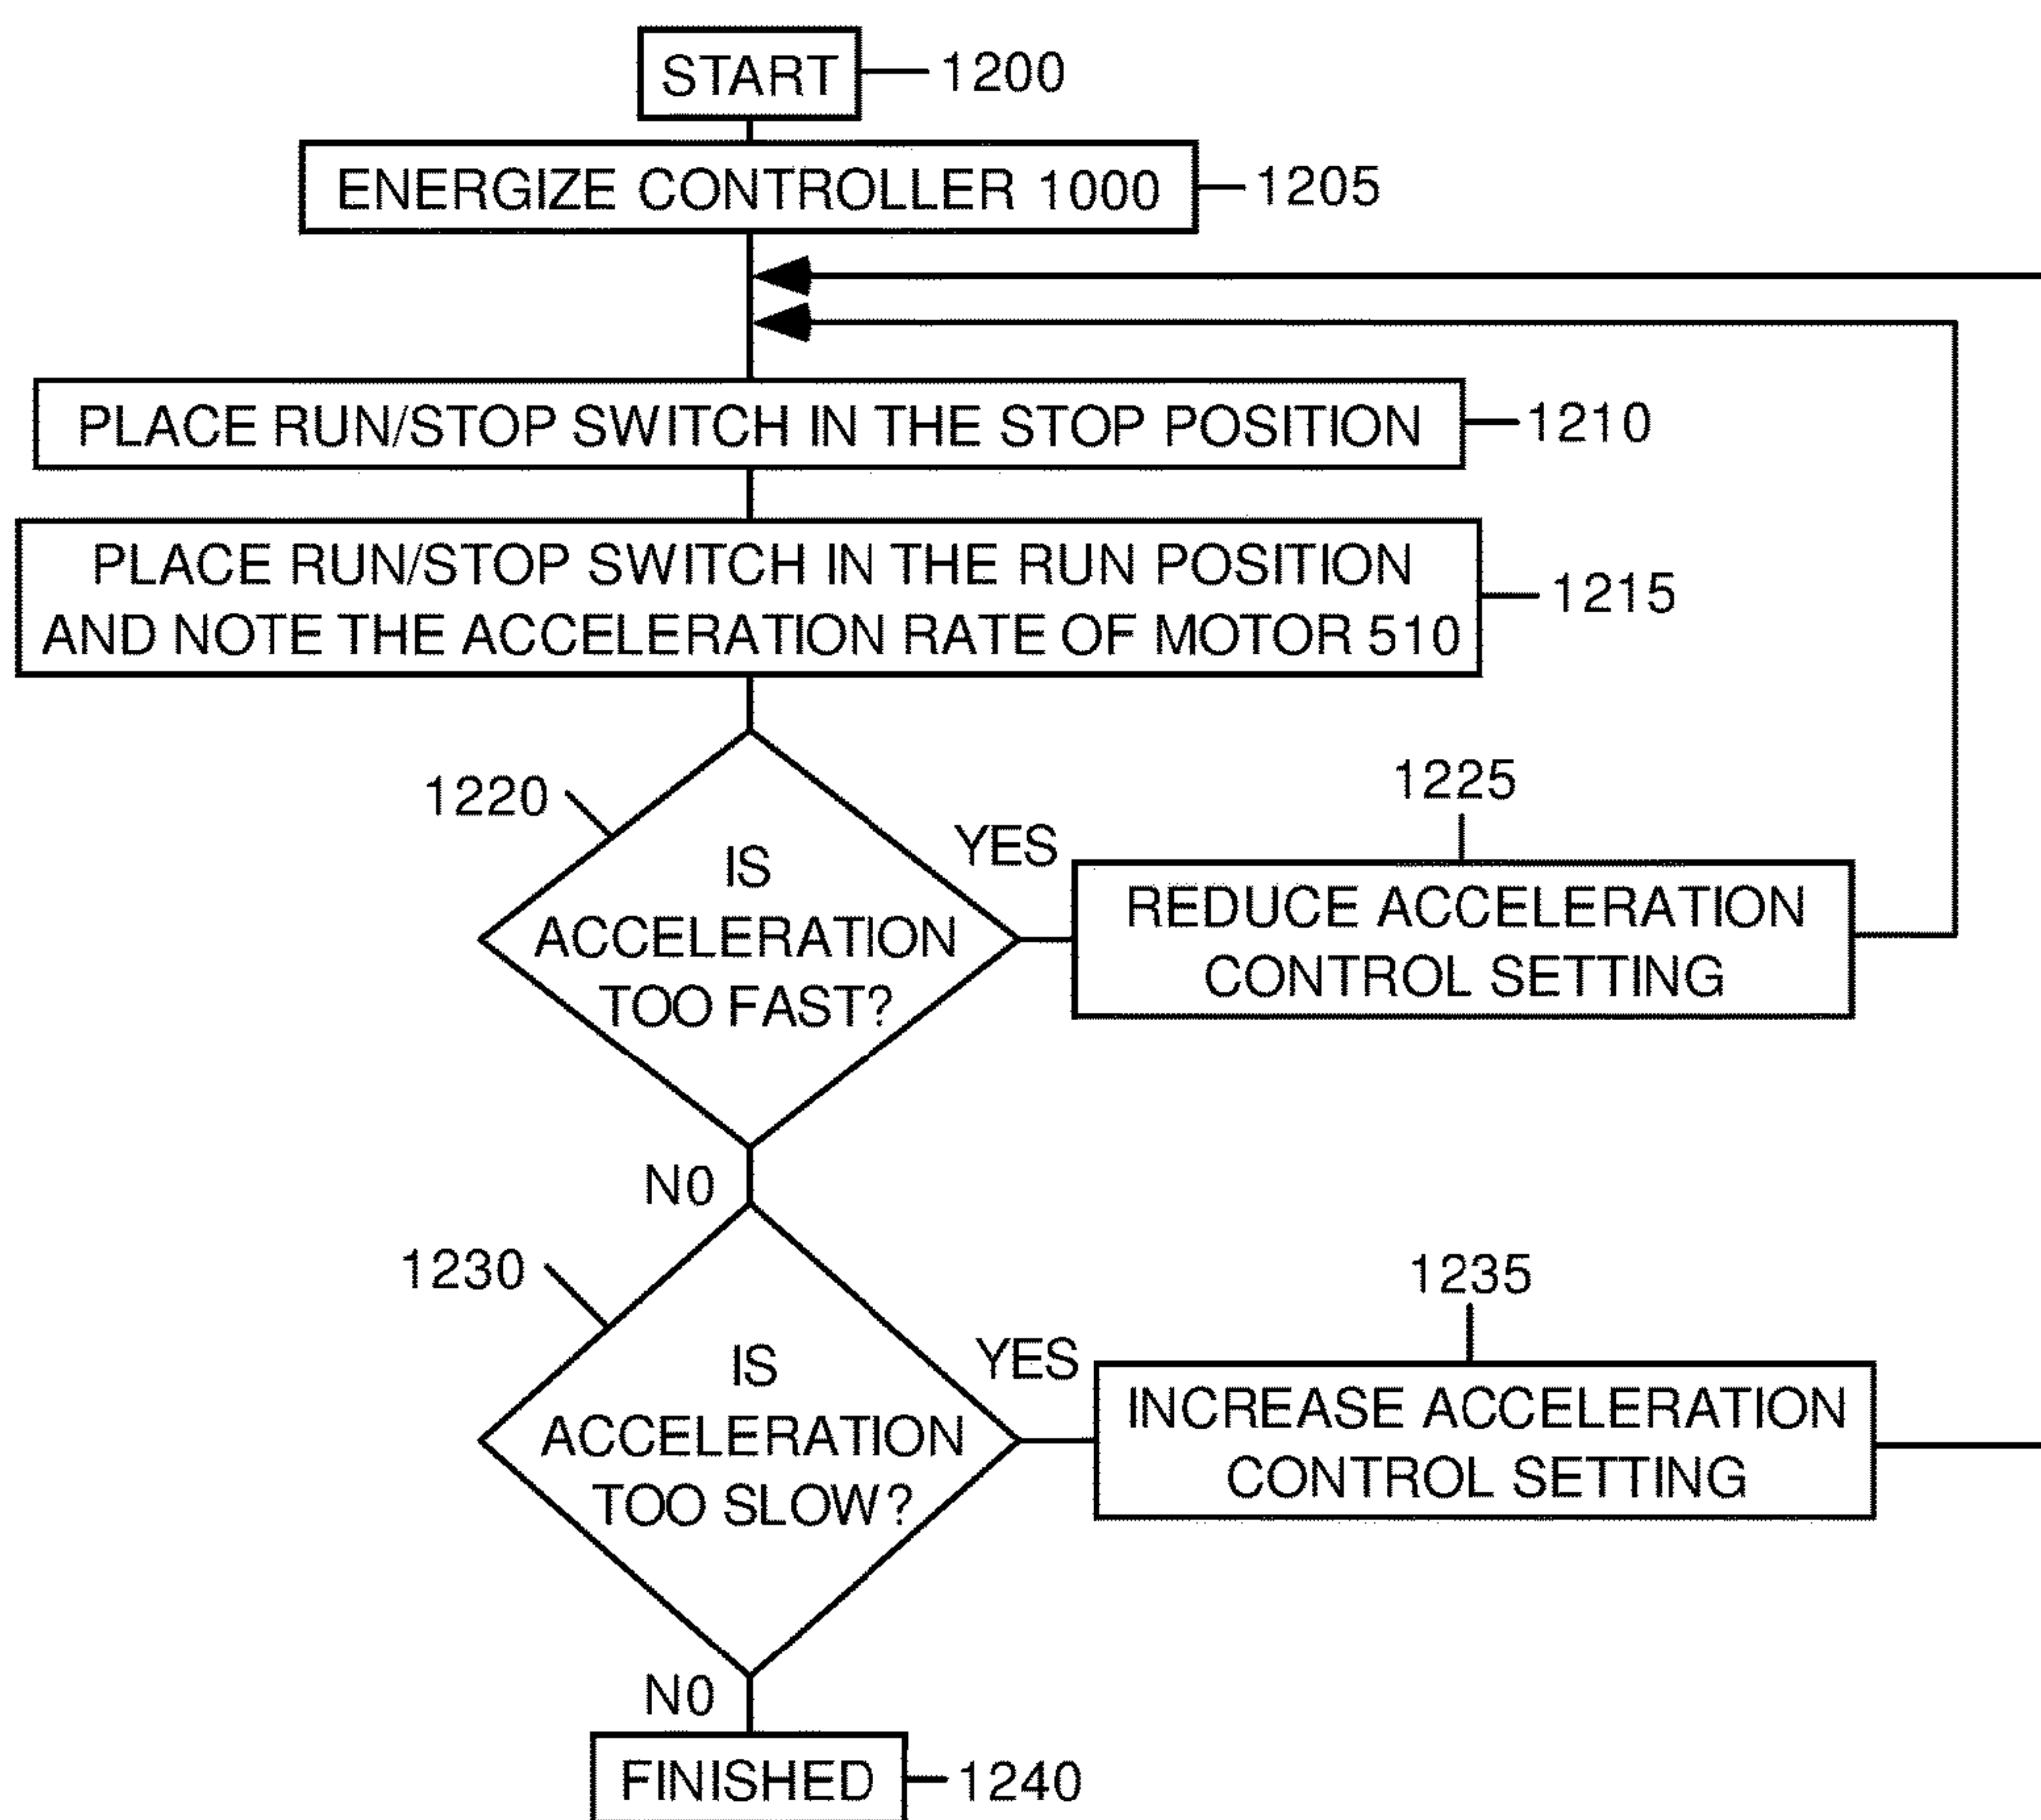 START
1200
ENERGIZE CONTROLLER 1000
1205
PLACE RUN/STOP SWITCH IN THE STOP POSITION
1210
PLACE RUN/STOP SWITCH IN THE RUN POSITION
AND NOTE THE ACCELERATION RATE OF MOTOR 510
1215
1220
IS
ACCELERATION
TOO FAST?
YES
1225
REDUCE ACCELERATION
CONTROL SETTING
N0
1230
IS
ACCELERATION
TOO SLOW?
YES
1235
INCREASE ACCELERATION
CONTROL SETTING
N0
FINISHED
1240